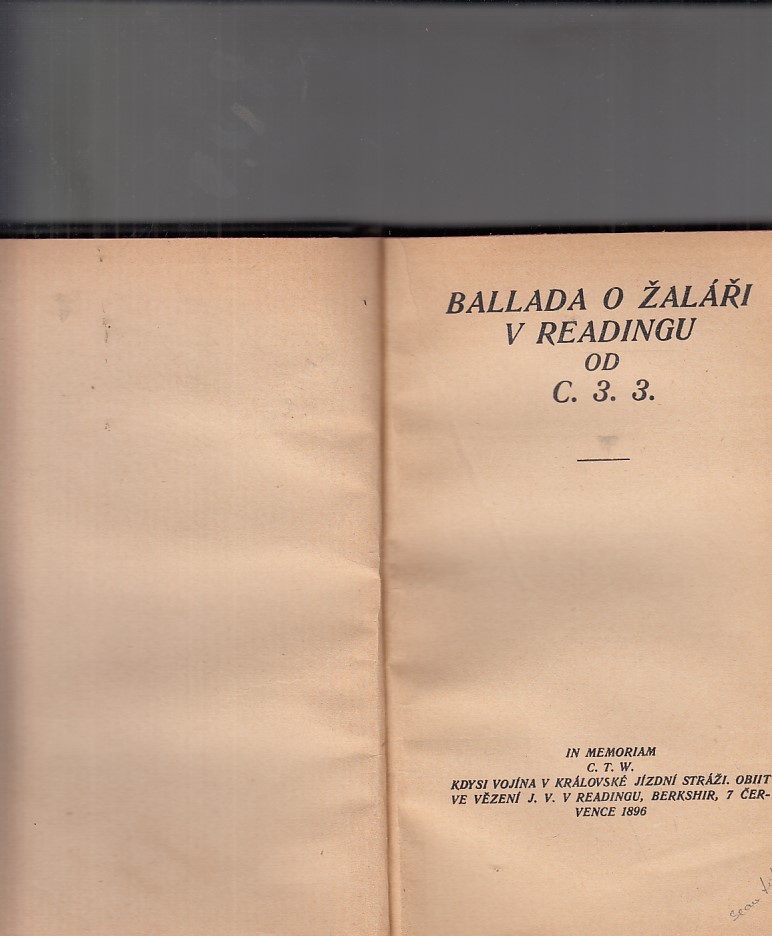 BALLADA O ŽALÁŘI
V READINGU
OD
C. 3. 3.
IN MEMORIAM
C. T. W.
KDYSI VOJÍNA V KRÁLOVSKÉ JÍZDNÍ STRÁŽI. OBIIT
VE VĚZENÍ J. V. V READINGU, BERKSHIR, 7 ČER-
VENCE 1896